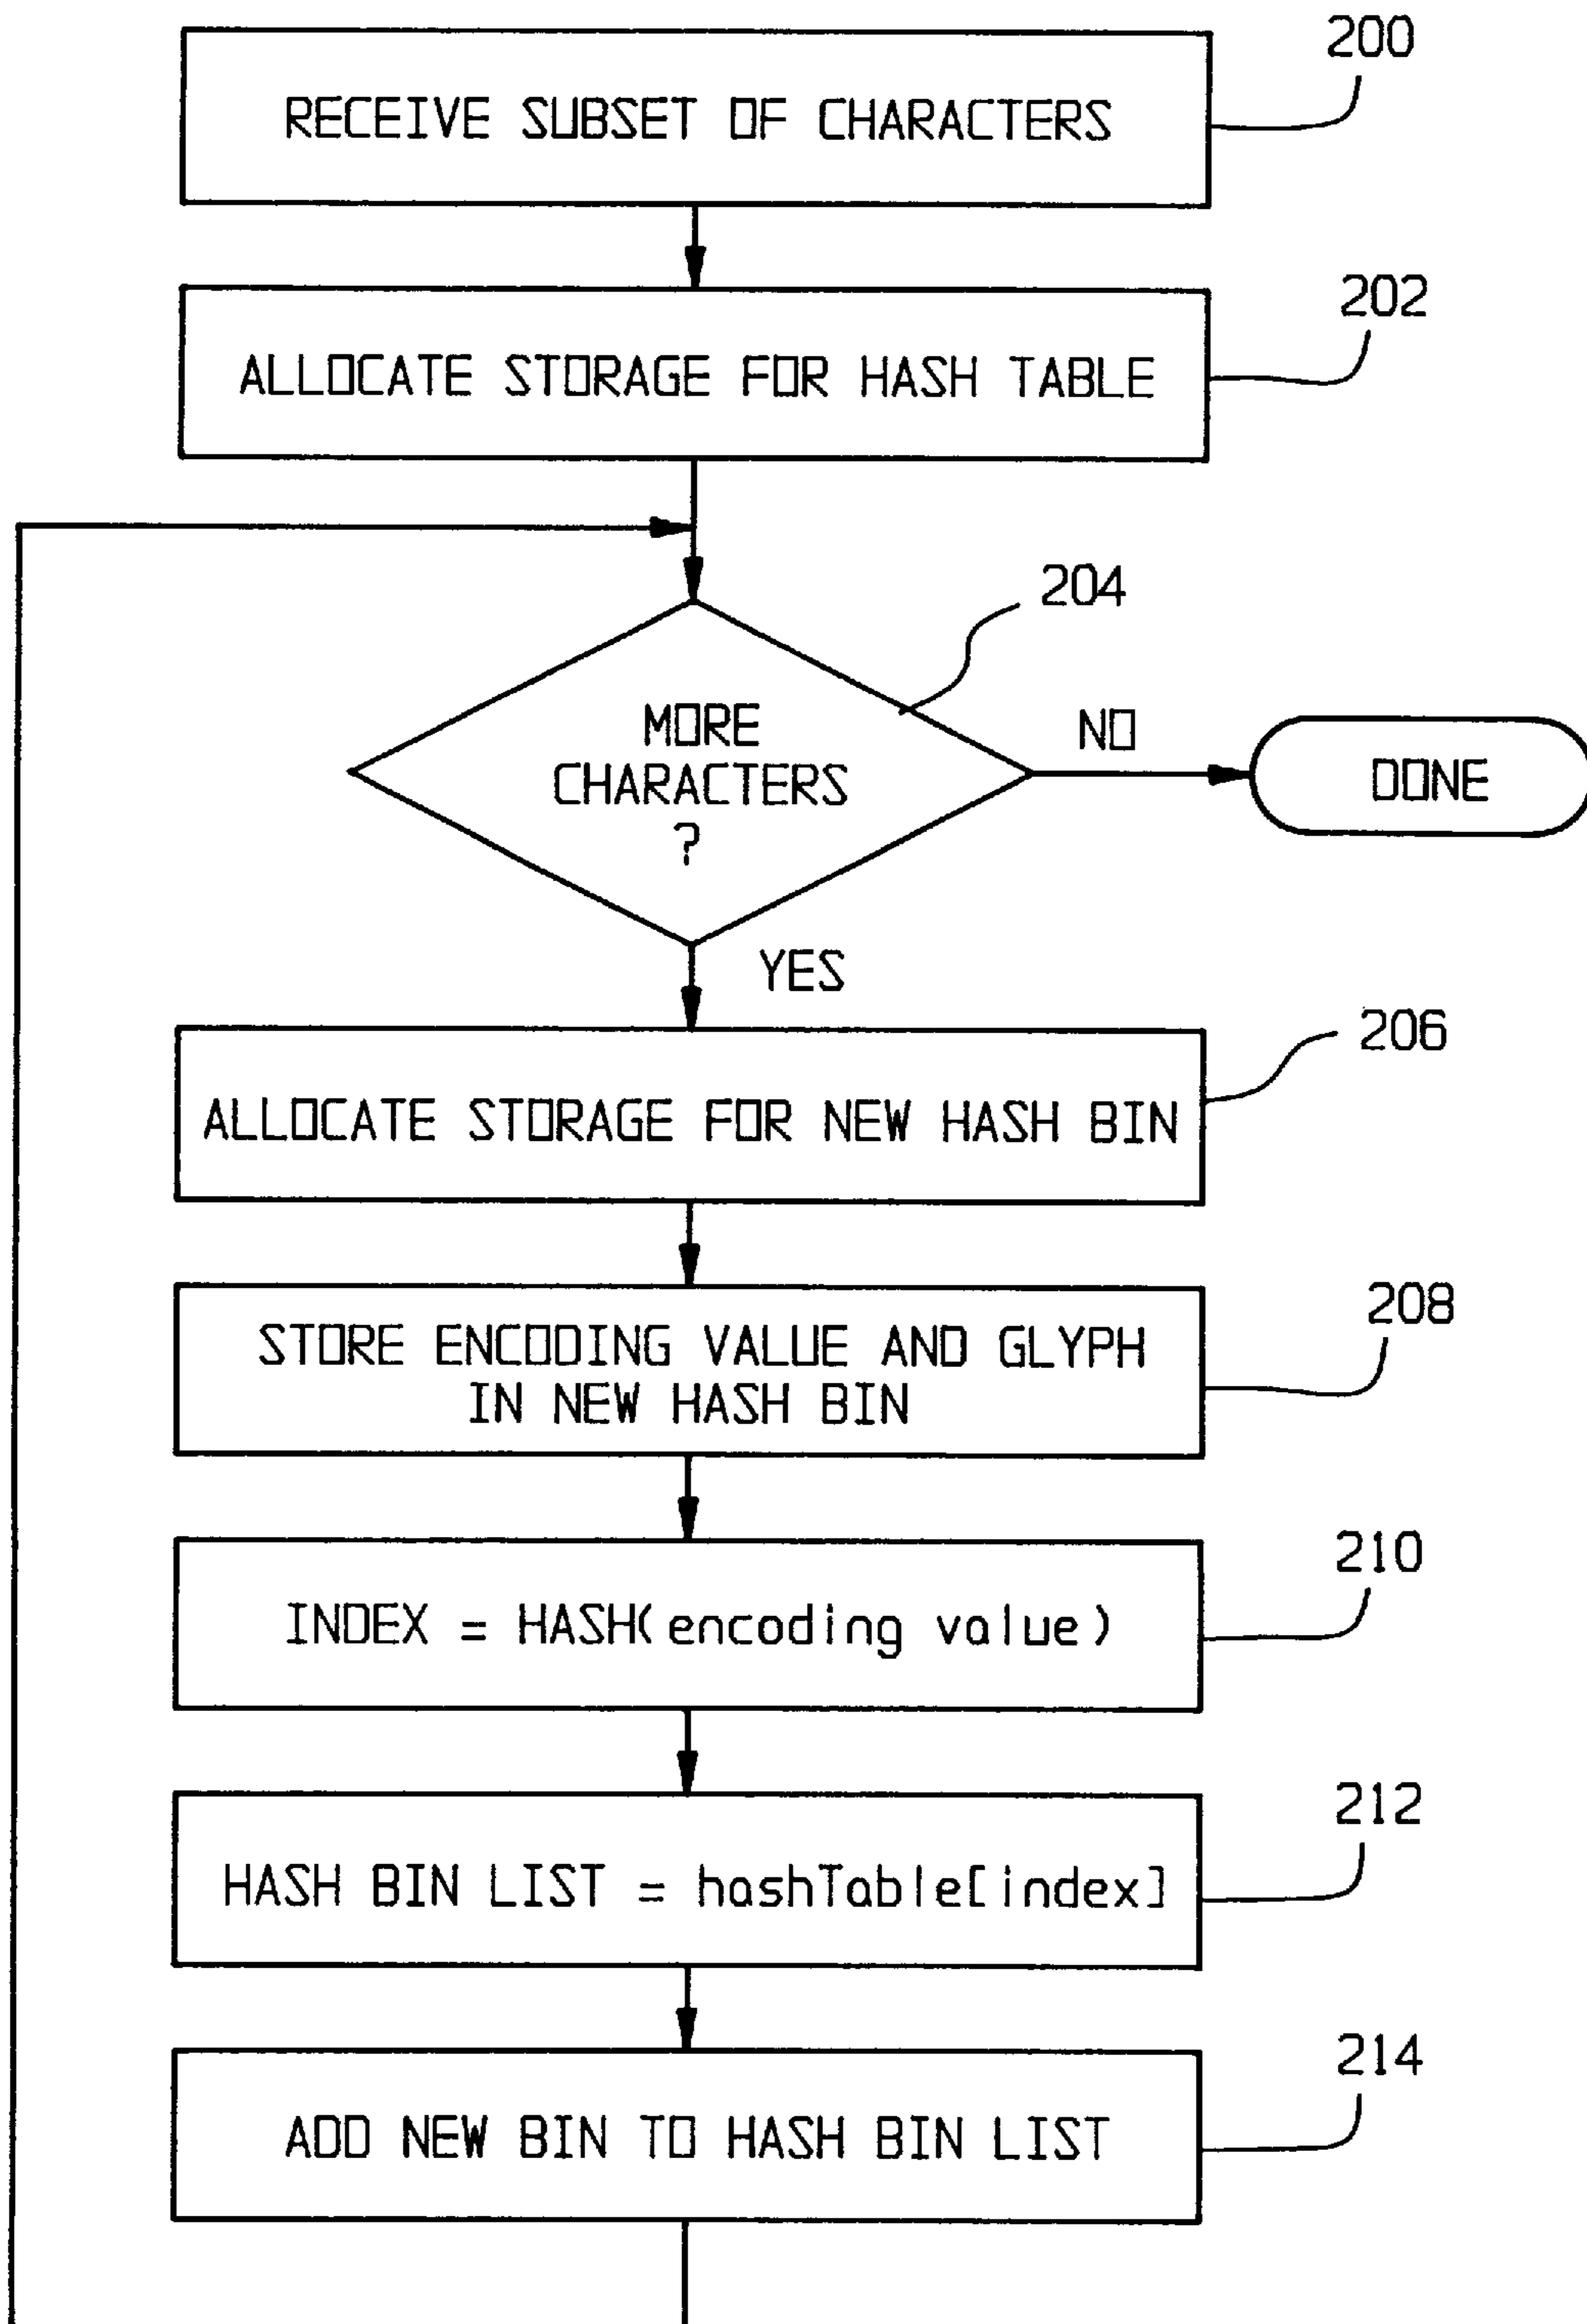 200
RECEIVE SUBSET OF CHARACTERS
202
ALLOCATE STORAGE FOR HASH TABLE
204
MORE
CHARACTERS
?
NO
DONE
YES
206
ALLOCATE STORAGE FOR NEW HASH BIN
208
STORE ENCODING VALUE AND GLYPH
IN NEW HASH BIN
210
INDEX = HASH(encoding value)
212
HASH BIN LIST = hashTable[index]
214
ADD NEW BIN TO HASH BIN LIST